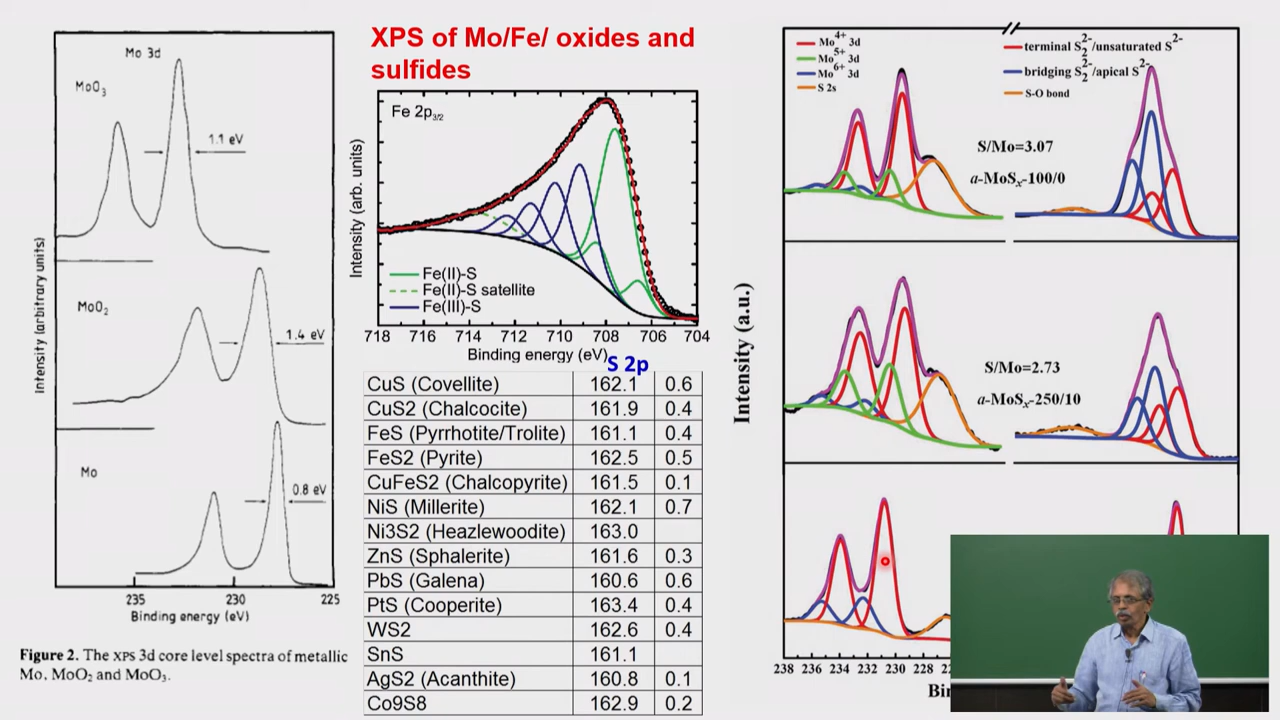 XPS of Mo/Fe/ oxides and
sulfides
Mo 3d
MoO3
1.1 eV
MoO2
1.4 eV
Mo
0.8 eV
Intensity (arbitrary units)
235 230 225
Binding energy (eV)
Figure 2. The XPS 3d core level spectra of metallic
Mo, MoO2 and MoO3.
Fe 2p3/2
Intensity (arb. units)
Fe(II)-S
Fe(II)-S satellite
Fe(III)-S
718 716 714 712 710 708 706 704
Binding energy (eV)
S 2p
CuS (Covellite) 162.1 0.6
CuS2 (Chalcocite) 161.9 0.4
FeS (Pyrrhotite/Trolite) 161.1 0.4
FeS2 (Pyrite) 162.5 0.5
CuFeS2 (Chalcopyrite) 161.5 0.1
NiS (Millerite) 162.1 0.7
Ni3S2 (Heazlewoodite) 163.0
ZnS (Sphalerite) 161.6 0.3
PbS (Galena) 160.6 0.6
PtS (Cooperite) 163.4 0.4
WS2 162.6 0.4
SnS 161.1
AgS2 (Acanthite) 160.8 0.1
Co9S8 162.9 0.2
Mo4+ 3d
Mo5+ 3d
Mo6+ 3d
S 2s
terminal S2 2-/unsaturated S2-
bridging S2 2-/apical S2-
S-O bond
S/Mo=3.07
a-MoSx-100/0
S/Mo=2.73
a-MoSx-250/10
Intensity (a.u.)
238 236 234 232 230 228